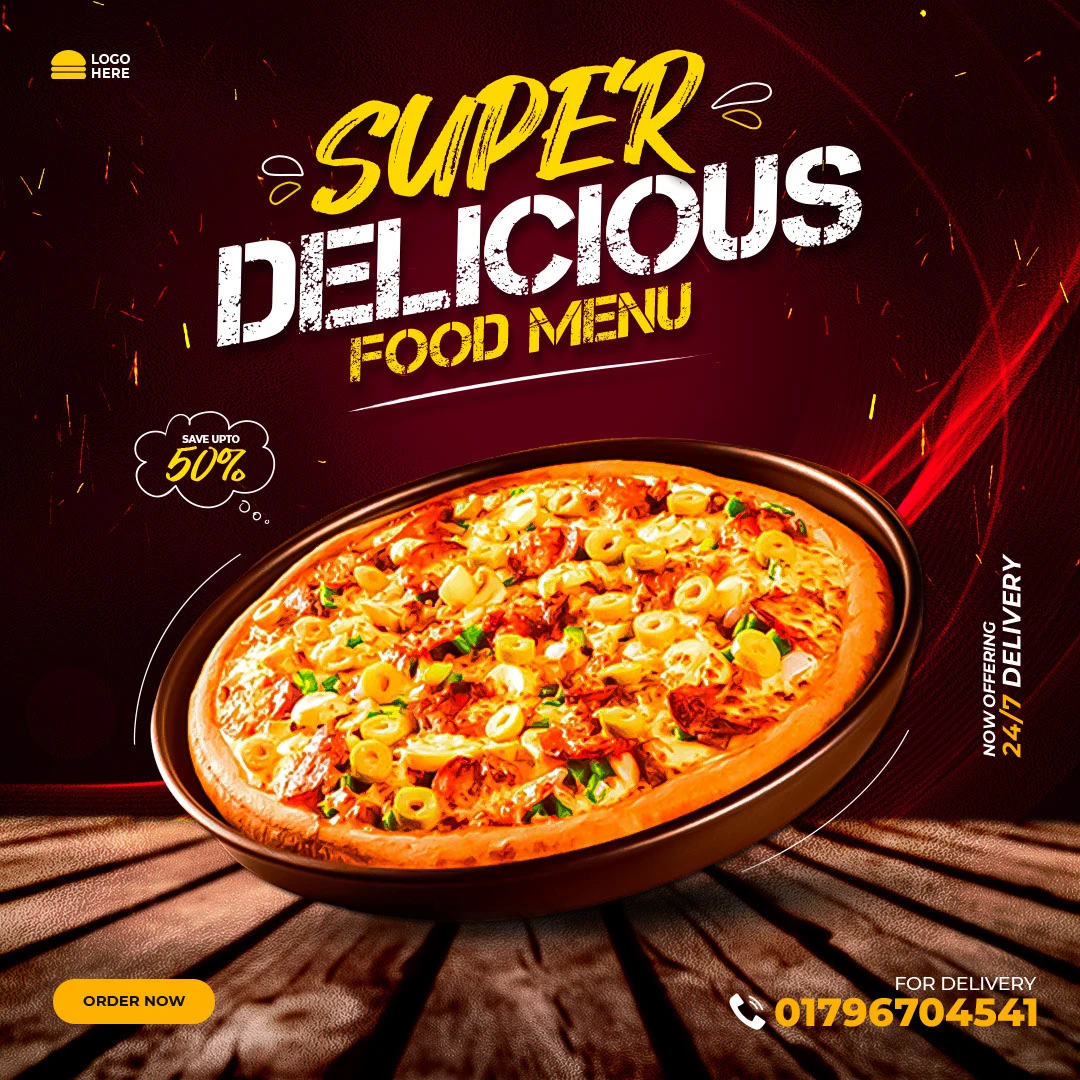 LOGO
HERE
SUPER
DELICIOUS
FOOD MENU
SAVE UPTO
50%
NOW OFFERING
24/7 DELIVERY
ORDER NOW
FOR DELIVERY
01796704541